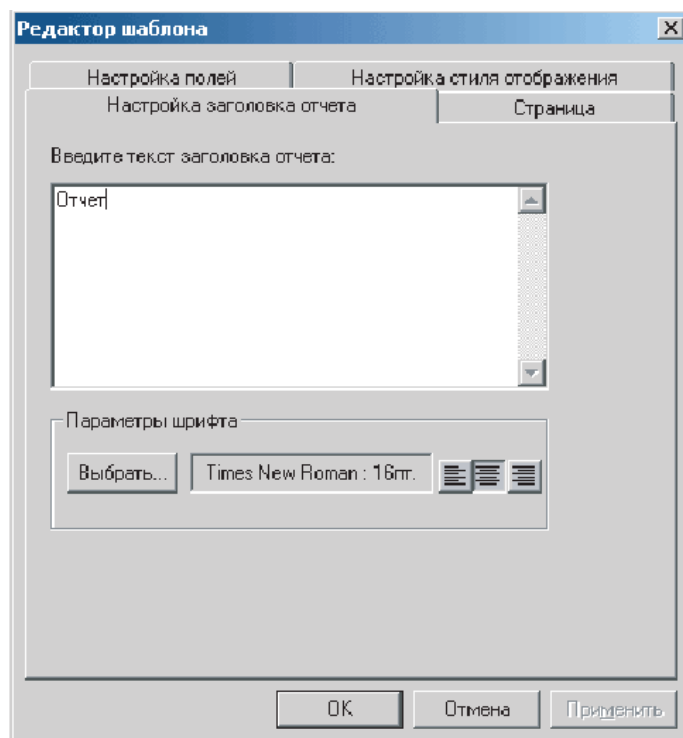 Редактор шаблона
Настройка полей
Настройка стиля отображения
Настройка заголовка отчета
Страница
Введите текст заголовка отчета:
Отчет
Параметры шрифта
Выбрать...
Times New Roman : 16пт.
OK
Отмена
Применить